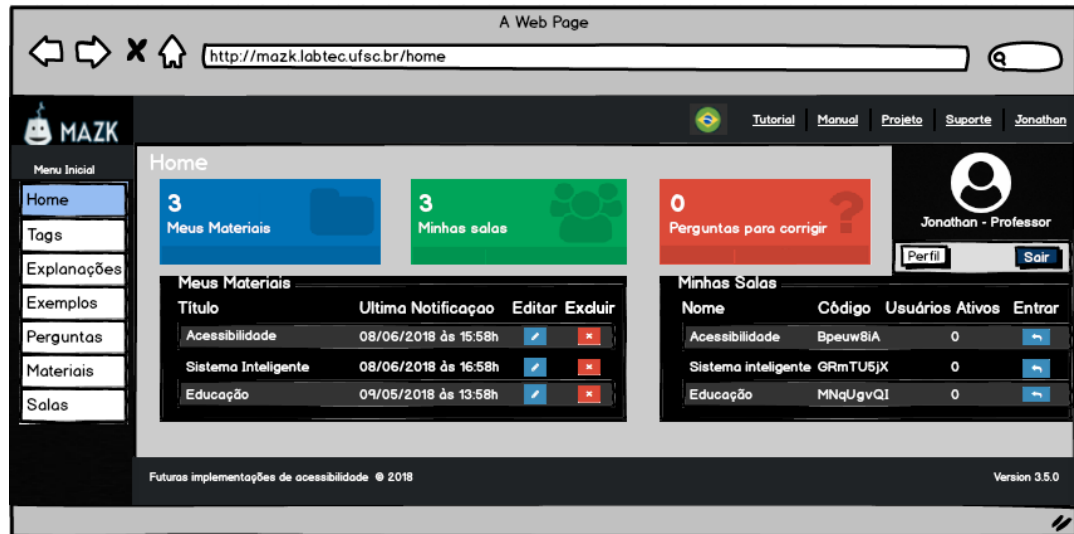 A Web Page
http://mazk.labtec.ufsc.br/home
MAZK
Tutorial Manual Projeto Suporte Jonathan
Menu Inicial
Home
Tags
Explanações
Exemplos
Perguntas
Materiais
Salas
Home
3
Meus Materiais
3
Minhas salas
0
Perguntas para corrigir
?
Jonathan - Professor
Perfil Sair
Meus Materiais
Título Ultima Notificaçao Editar Excluir
Acessibilidade 08/06/2018 às 15:58h
Sistema Inteligente 08/06/2018 às 16:58h
Educação 09/05/2018 às 13:58h
Minhas Salas
Nome Código Usuários Ativos Entrar
Acessibilidade Bpeuw8iA 0
Sistema inteligente GRmTU5jX 0
Educação MNqUgvQI 0
Futuras implementações de acessibilidade © 2018
Version 3.5.0